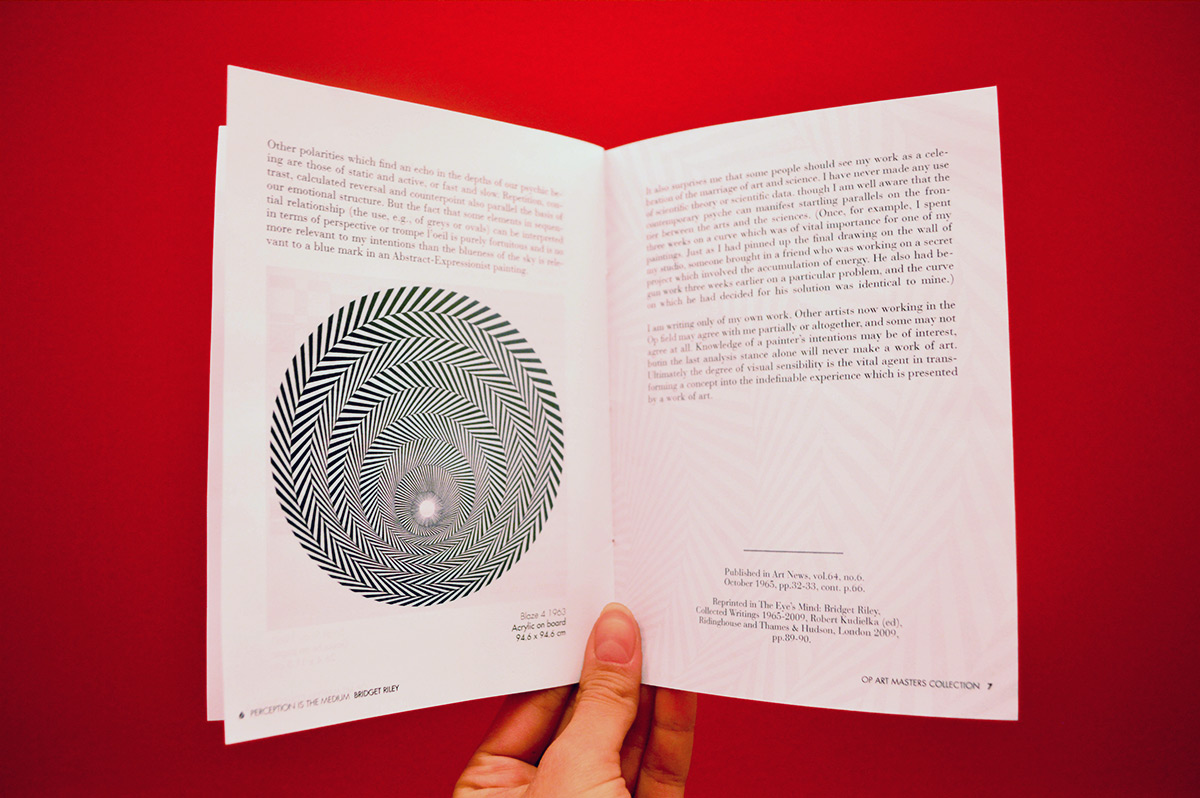 Other polarities which find an echo in the depths of our psychic be-
ing are those of static and active, or fast and slow. Repetition, con-
trast, calculated reversal and counterpoint also parallel the basis of
our emotional structure. But the fact that some elements in sequen-
tial relationship (the use, e.g., of greys or ovals) can be interpreted
in terms of perspective or trompe l'oeil is purely fortuitous and is no
more relevant to my intentions than the blueness of the sky is rele-
vant to a blue mark in an Abstract-Expressionist painting.
Blaze 4 1963
Acrylic on board
94.6 x 94.6 cm
6 PERCEPTION IS THE MEDIUM BRIDGET RILEY
It also surprises me that some people should see my work as a cele-
bration of the marriage of art and science. I have never made any use
of scientific theory or scientific data, though I am well aware that the
contemporary psyche can manifest startling parallels on the fron-
tier between the arts and the sciences. (Once, for example, I spent
three weeks on a curve which was of vital importance for one of my
paintings. Just as I had pinned up the final drawing on the wall of
my studio, someone brought in a friend who was working on a secret
project which involved the accumulation of energy. He also had be-
gun work three weeks earlier on a particular problem, and the curve
on which he had decided for his solution was identical to mine.)
I am writing only of my own work. Other artists now working in the
Op field may agree with me partially or altogether, and some may not
agree at all. Knowledge of a painter's intentions may be of interest,
butin the last analysis stance alone will never make a work of art.
Ultimately the degree of visual sensibility is the vital agent in trans-
forming a concept into the indefinable experience which is presented
by a work of art.
Published in Art News, vol.64, no.6,
October 1965, pp.32-33, cont. p.66.
Reprinted in The Eye's Mind: Bridget Riley,
Collected Writings 1965-2009, Robert Kudielka (ed),
Ridinghouse and Thames & Hudson, London 2009,
pp.89-90.
OP ART MASTERS COLLECTION 7